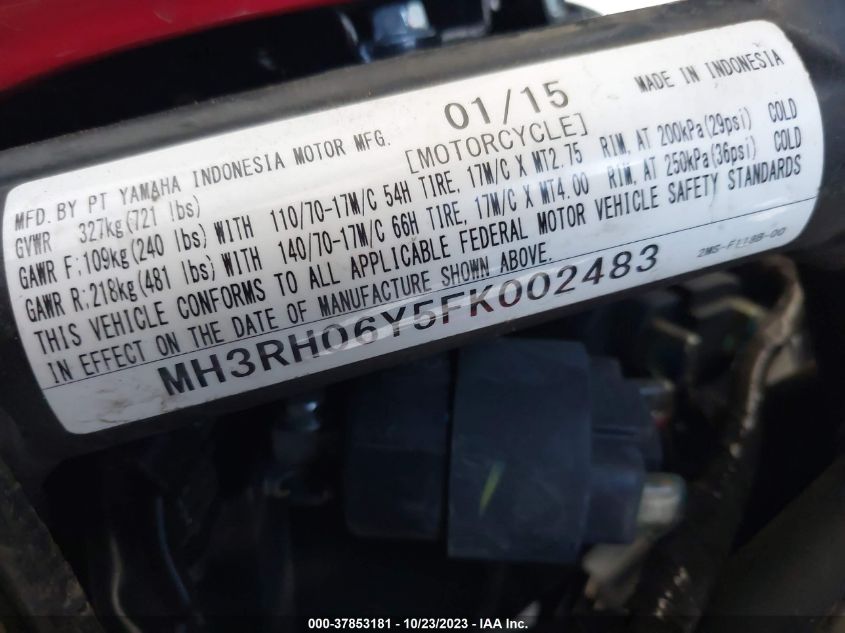 MFD. BY PT YAMAHA INDONESIA MOTOR MFG. 01/15 MADE IN INDONESIA
GVWR 327kg(721 lbs) [MOTORCYCLE]
GAWR F:109kg(240 lbs) WITH 110/70-17M/C 54H TIRE, 17M/C X MT2.75 RIM, AT 200kPa(29psi) COLD
GAWR R:218kg(481 lbs) WITH 140/70-17M/C 66H TIRE, 17M/C X MT4.00 RIM, AT 250kPa(36psi) COLD
THIS VEHICLE CONFORMS TO ALL APPLICABLE FEDERAL MOTOR VEHICLE SAFETY STANDARDS
IN EFFECT ON THE DATE OF MANUFACTURE SHOWN ABOVE.
2MS-F118B-00
MH3RH06Y5FK002483
000-37853181 - 10/23/2023 - IAA Inc.